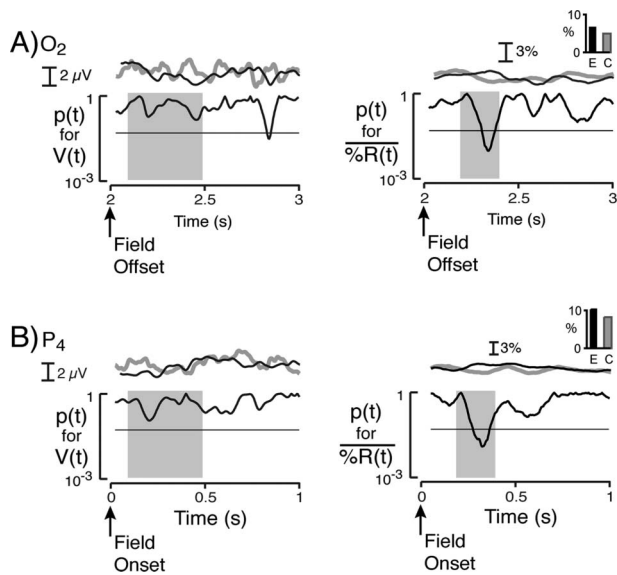 A) O2
2 μV
p(t)
for
V(t)
1
10-3
2
2.5
3
Time (s)
Field
Offset
3%
10
%
0
E C
p(t)
for
%R(t)
1
10-3
2
2.5
3
Time (s)
Field
Offset
B) P4
2 μV
p(t)
for
V(t)
1
10-3
0
0.5
1
Time (s)
Field
Onset
3%
10
%
0
E C
p(t)
for
%R(t)
1
10-3
0
0.5
1
Time (s)
Field
Onset